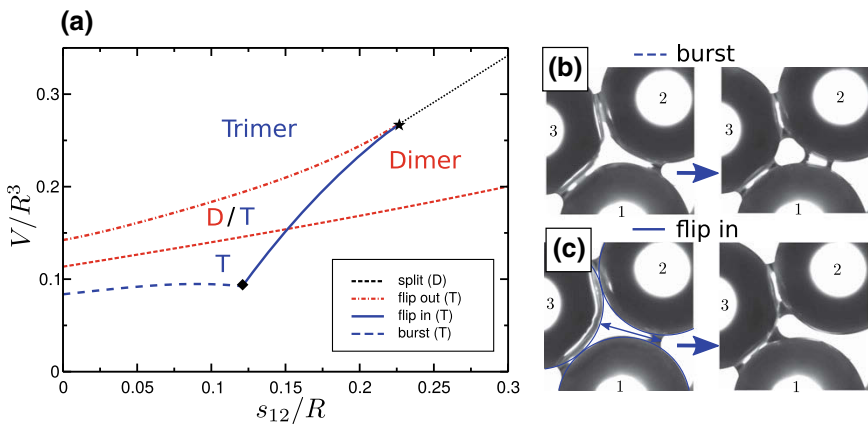 (a)
V/R³
0.3
0.2
0.1
0
0
0.05
0.1
0.15
0.2
0.25
0.3
s₁₂/R
Trimer
Dimer
D/T
T
split (D)
flip out (T)
flip in (T)
burst (T)
burst
(b)
2
3
1
2
3
1
flip in
(c)
2
3
1
2
3
1